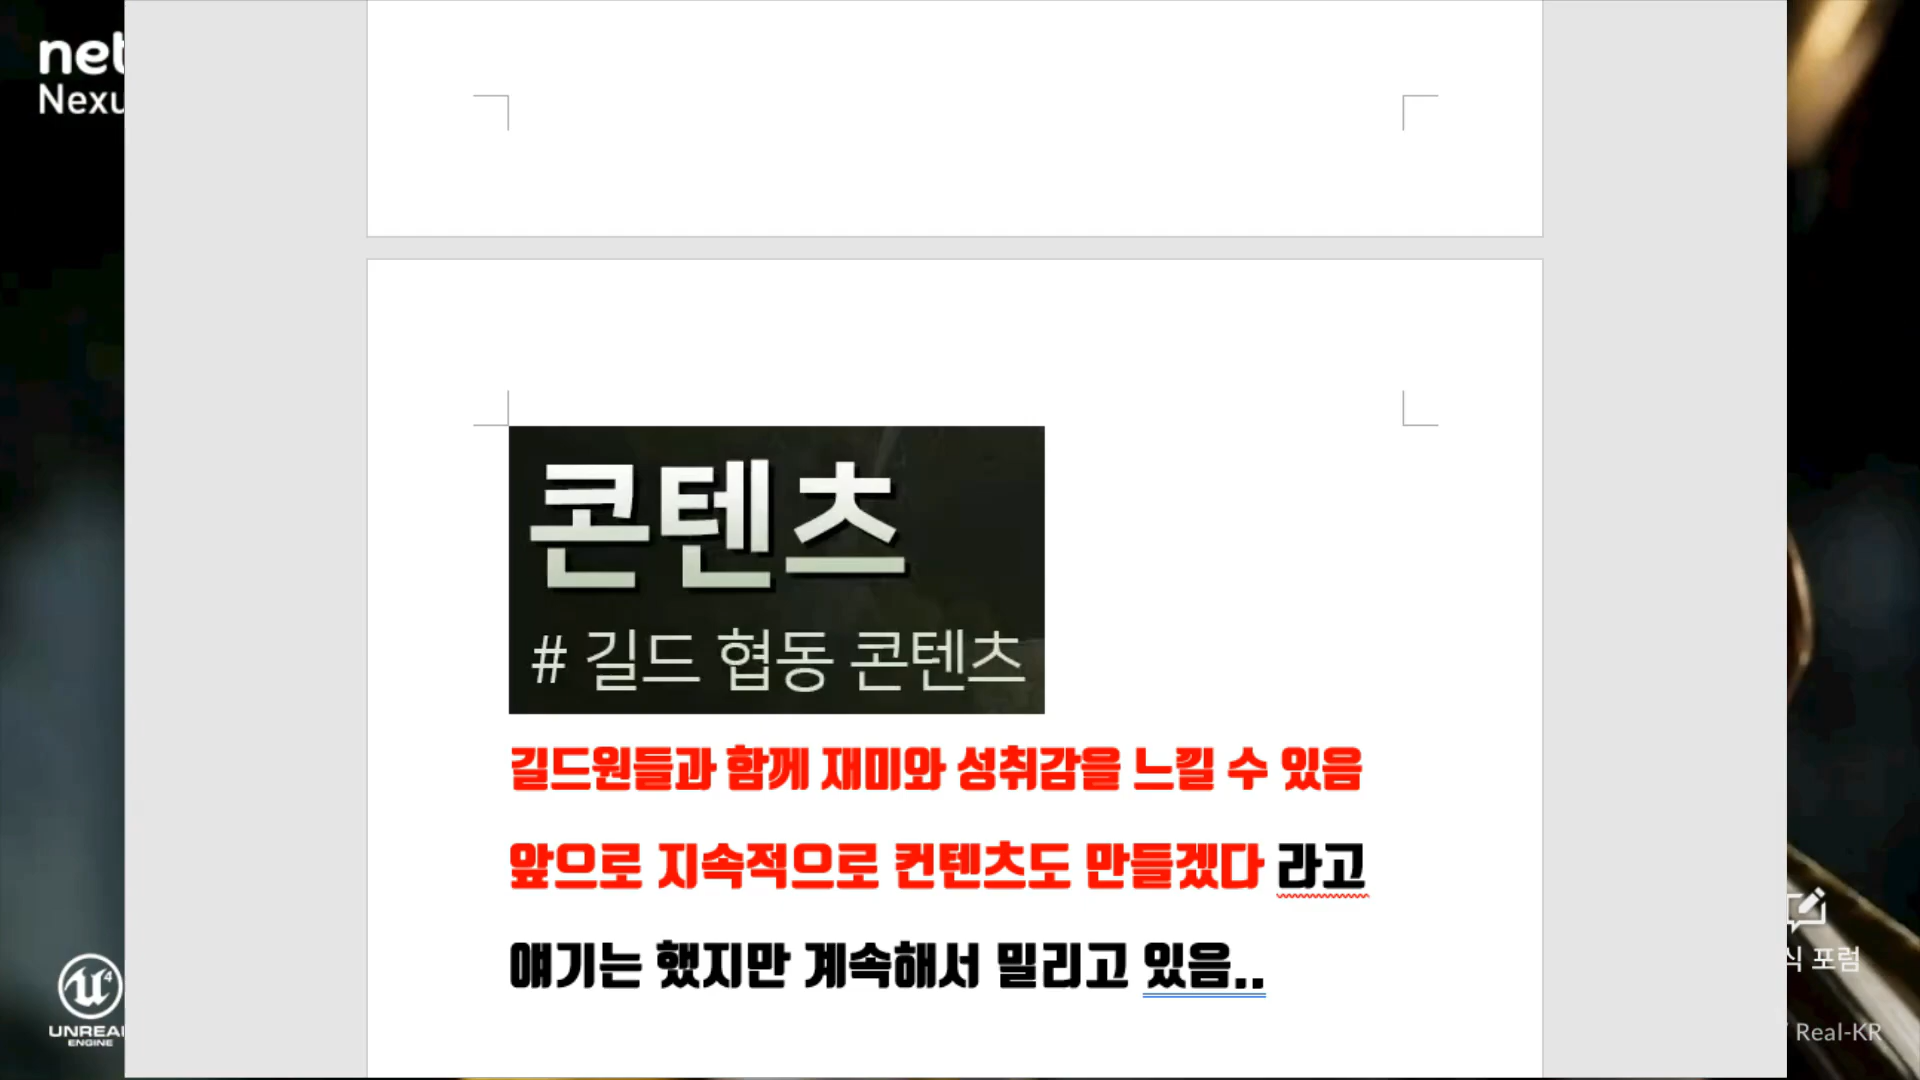 net
Nexu
콘텐츠
# 길드 협동 콘텐츠
길드원들과 함께 재미와 성취감을 느낄 수 있음
앞으로 지속적으로 컨텐츠도 만들겠다 라고
얘기는 했지만 계속해서 밀리고 있음..
식 포럼
UNREAL
ENGINE
Real-KR